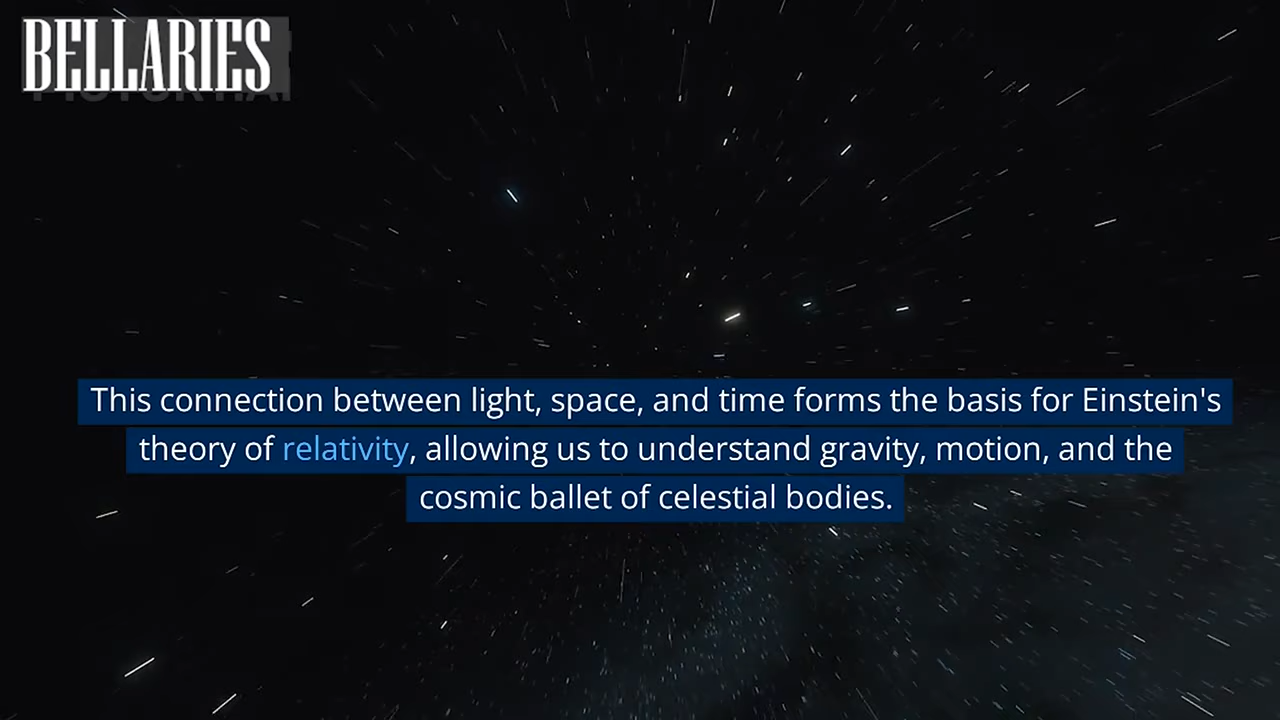 BELLARIES
This connection between light, space, and time forms the basis for Einstein's
theory of relativity, allowing us to understand gravity, motion, and the
cosmic ballet of celestial bodies.